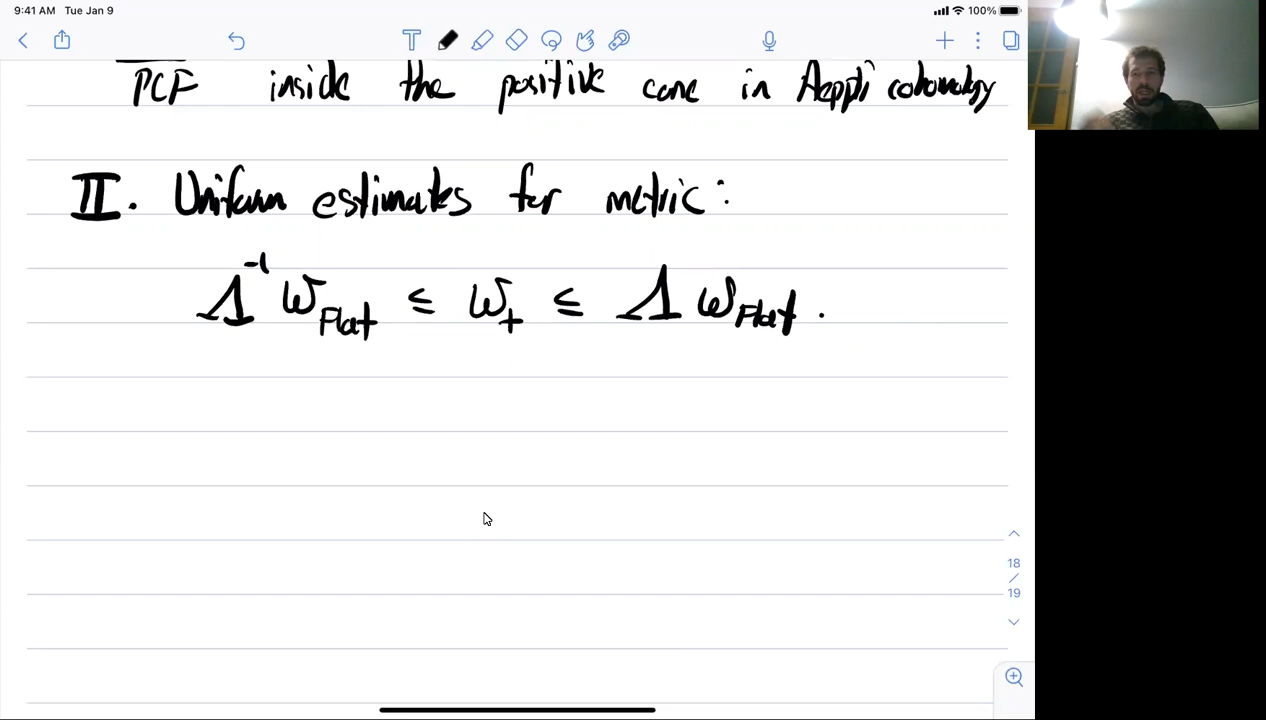 9:41 AM Tue Jan 9
100%
PCF inside the positive cone in Aeppli cohomology
II. Uniform estimates for metric:
Λ⁻¹ ω_Flat ≤ ω_t ≤ Λ ω_Flat.
18
/
19